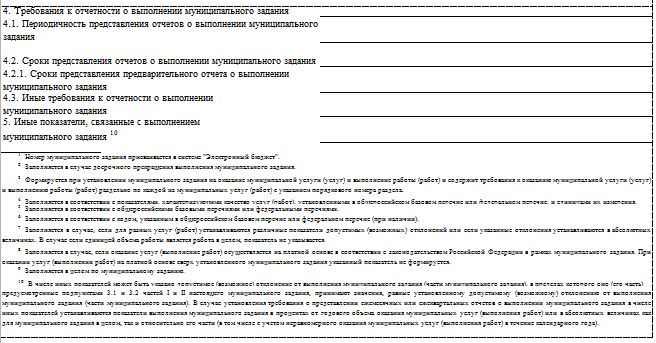 4. Требования к отчетности о выполнении муниципального задания
4.1. Периодичность представления отчетов о выполнении муниципального
задания
4.2. Сроки представления отчетов о выполнении муниципального задания
4.2.1. Сроки представления предварительного отчета о выполнении
муниципального задания
4.3. Иные требования к отчетности о выполнении
муниципального задания
5. Иные показатели, связанные с выполнением
муниципального задания 10
1 Номер муниципального задания присваивается в системе "Электронный бюджет".
2 Заполняется в случае досрочного прекращения выполнения муниципального задания.
3 Формируется при установлении муниципального задания на оказание муниципальной услуги (услуг) и выполнение работы (работ) и содержит требования к оказанию муниципальной услуги (услуг)
и выполнению работы (работ) раздельно по каждой из муниципальных услуг (работ) с указанием порядкового номера раздела.
4 Заполняется в соответствии с показателями, характеризующими качество услуг (работ), установленными в общероссийском базовом перечне или федеральном перечне, и единицами их измерения.
5 Заполняется в соответствии с общероссийскими базовыми перечнями или федеральными перечнями.
6 Заполняется в соответствии с кодом, указанным в общероссийском базовом перечне или федеральном перечне (при наличии).
7 Заполняется в случае, если для разных услуг (работ) устанавливаются различные показатели допустимых (возможных) отклонений или если указанные отклонения устанавливаются в абсолютных
величинах. В случае если единицей объема работы является работа в целом, показатель не указывается.
8 Заполняется в случае, если оказание услуг (выполнение работ) осуществляется на платной основе в соответствии с законодательством Российской Федерации в рамках муниципального задания. При
оказании услуг (выполнении работ) на платной основе сверх установленного муниципального задания указанный показатель не формируется.
9 Заполняется в целом по муниципальному заданию.
10 В числе иных показателей может быть указано допустимое (возможное) отклонение от выполнения муниципального задания (части муниципального задания), в пределах которого оно (его часть)
предусмотренные подпунктами 3.1 и 3.2 частей I и II настоящего муниципального задания, принимают значения, равные установленному допустимому (возможному) отклонению от выполнения
муниципального задания (части муниципального задания). В случае установления требования о представлении ежемесячных или ежеквартальных отчетов о выполнении муниципального задания в числе
иных показателей устанавливаются показатели выполнения муниципального задания в процентах от годового объема оказания муниципальных услуг (выполнения работ) или в абсолютных величинах как
для муниципального задания в целом, так и относительно его части (в том числе с учетом неравномерного оказания муниципальных услуг (выполнения работ) в течение календарного года).